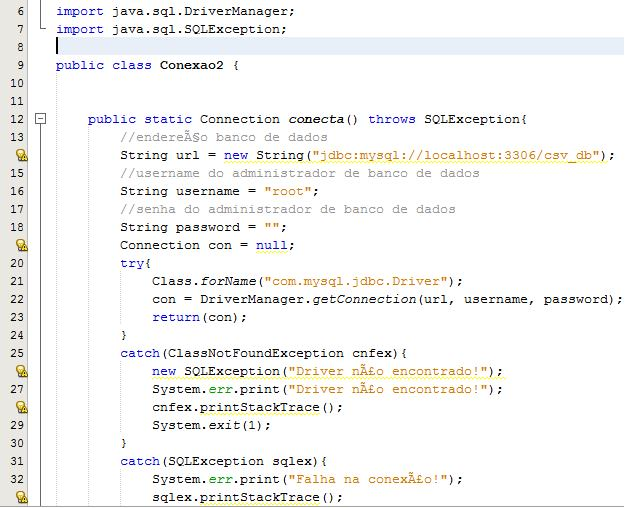 6 import java.sql.DriverManager;
7 import java.sql.SQLException;
8
9 public class Conexao2 {
10
11
12 public static Connection conecta() throws SQLException{
13 //endereÃ§o banco de dados
String url = new String("jdbc:mysql://localhost:3306/csv_db");
15 //username do administrador de banco de dados
16 String username = "root";
17 //senha do administrador de banco de dados
18 String password = "";
Connection con = null;
20 try{
21 Class.forName("com.mysql.jdbc.Driver");
22 con = DriverManager.getConnection(url, username, password);
23 return(con);
24 }
25 catch(ClassNotFoundException cnfex){
new SQLException("Driver nÃ£o encontrado!");
27 System.err.print("Driver nÃ£o encontrado!");
cnfex.printStackTrace();
29 System.exit(1);
30 }
31 catch(SQLException sqlex){
32 System.err.print("Falha na conexÃ£o!");
sqlex.printStackTrace();